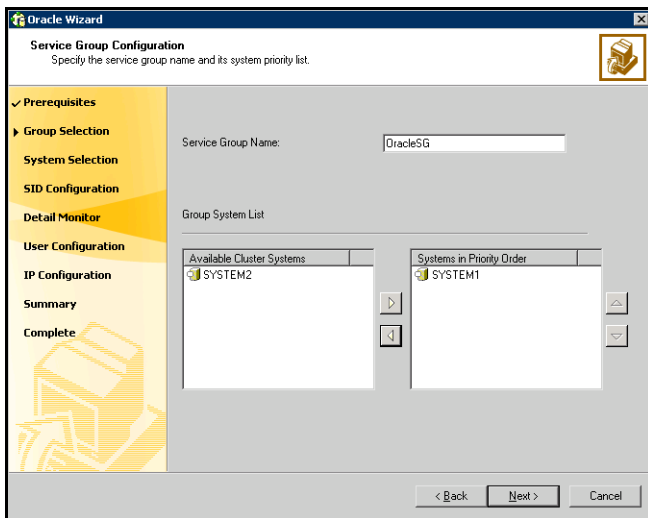 Oracle Wizard
Service Group Configuration
Specify the service group name and its system priority list.
Prerequisites
Group Selection
System Selection
SID Configuration
Detail Monitor
User Configuration
IP Configuration
Summary
Complete
Service Group Name:
OracleSG
Group System List
Available Cluster Systems
SYSTEM2
Systems in Priority Order
SYSTEM1
< Back
Next >
Cancel